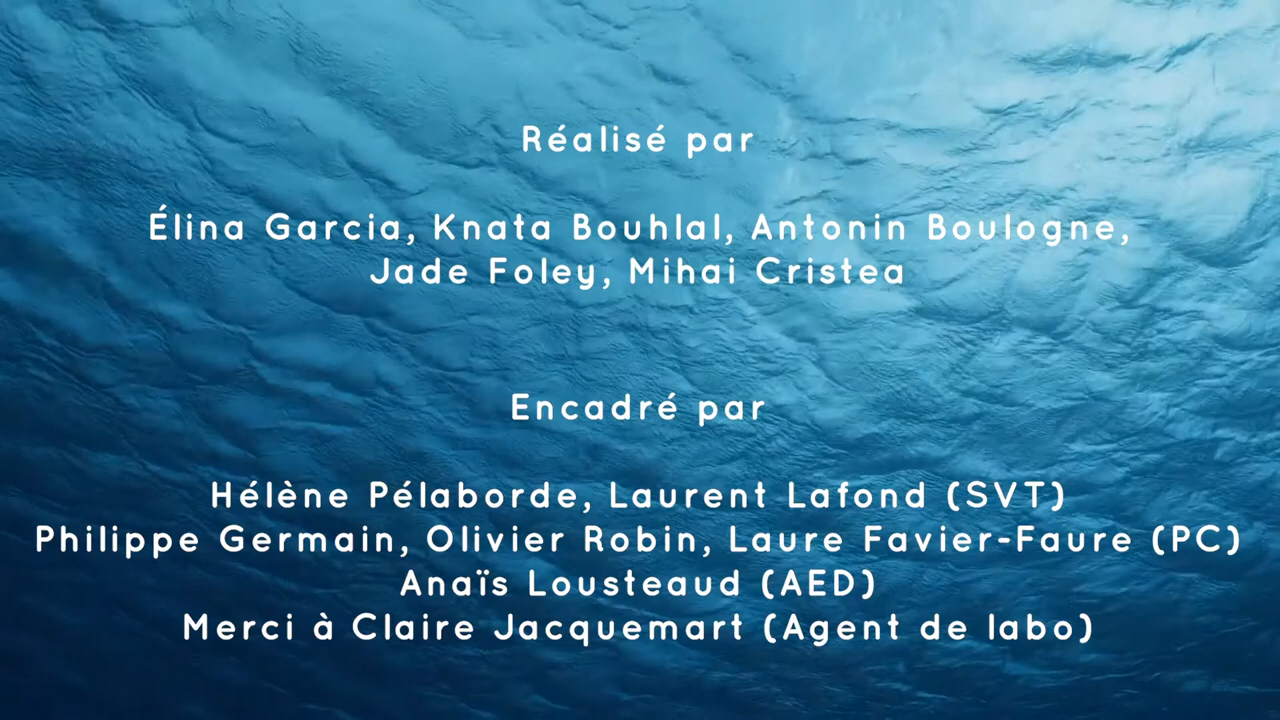 Réalisé par
Élina Garcia, Knata Bouhlal, Antonin Boulogne,
Jade Foley, Mihai Cristea
Encadré par
Hélène Pélaborde, Laurent Lafond (SVT)
Philippe Germain, Olivier Robin, Laure Favier-Faure (PC)
Anaïs Lousteaud (AED)
Merci à Claire Jacquemart (Agent de labo)